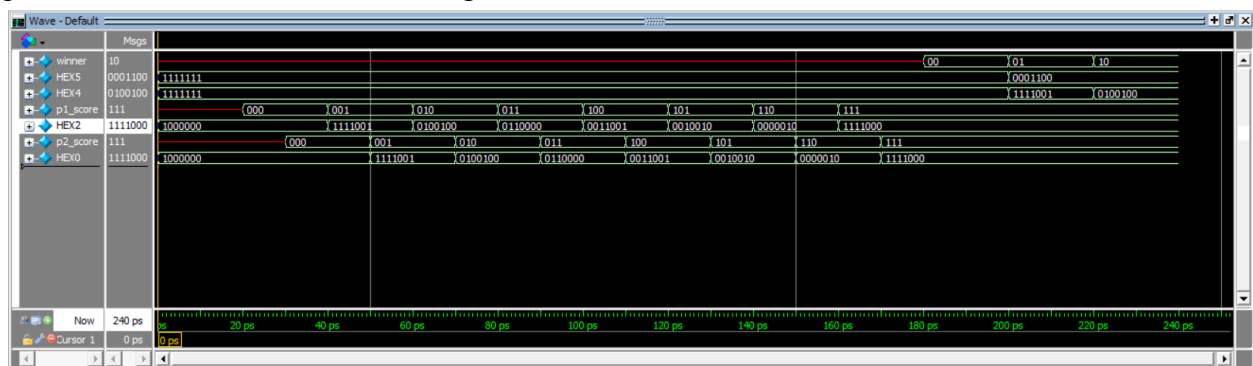 Wave - Default
Msgs
winner 10 00 01 10
HEX5 0001100 1111111 0001100
HEX4 0100100 1111111 1111001 0100100
p1_score 111 000 001 010 011 100 101 110 111
HEX2 1111000 1000000 1111001 0100100 0110000 0011001 0010010 0000010 1111000
p2_score 111 000 001 010 011 100 101 110 111
HEX0 1111000 1000000 1111001 0100100 0110000 0011001 0010010 0000010 1111000
Now 240 ps ps 20 ps 40 ps 60 ps 80 ps 100 ps 120 ps 140 ps 160 ps 180 ps 200 ps 220 ps 240 ps
Cursor 1 0 ps 0 ps